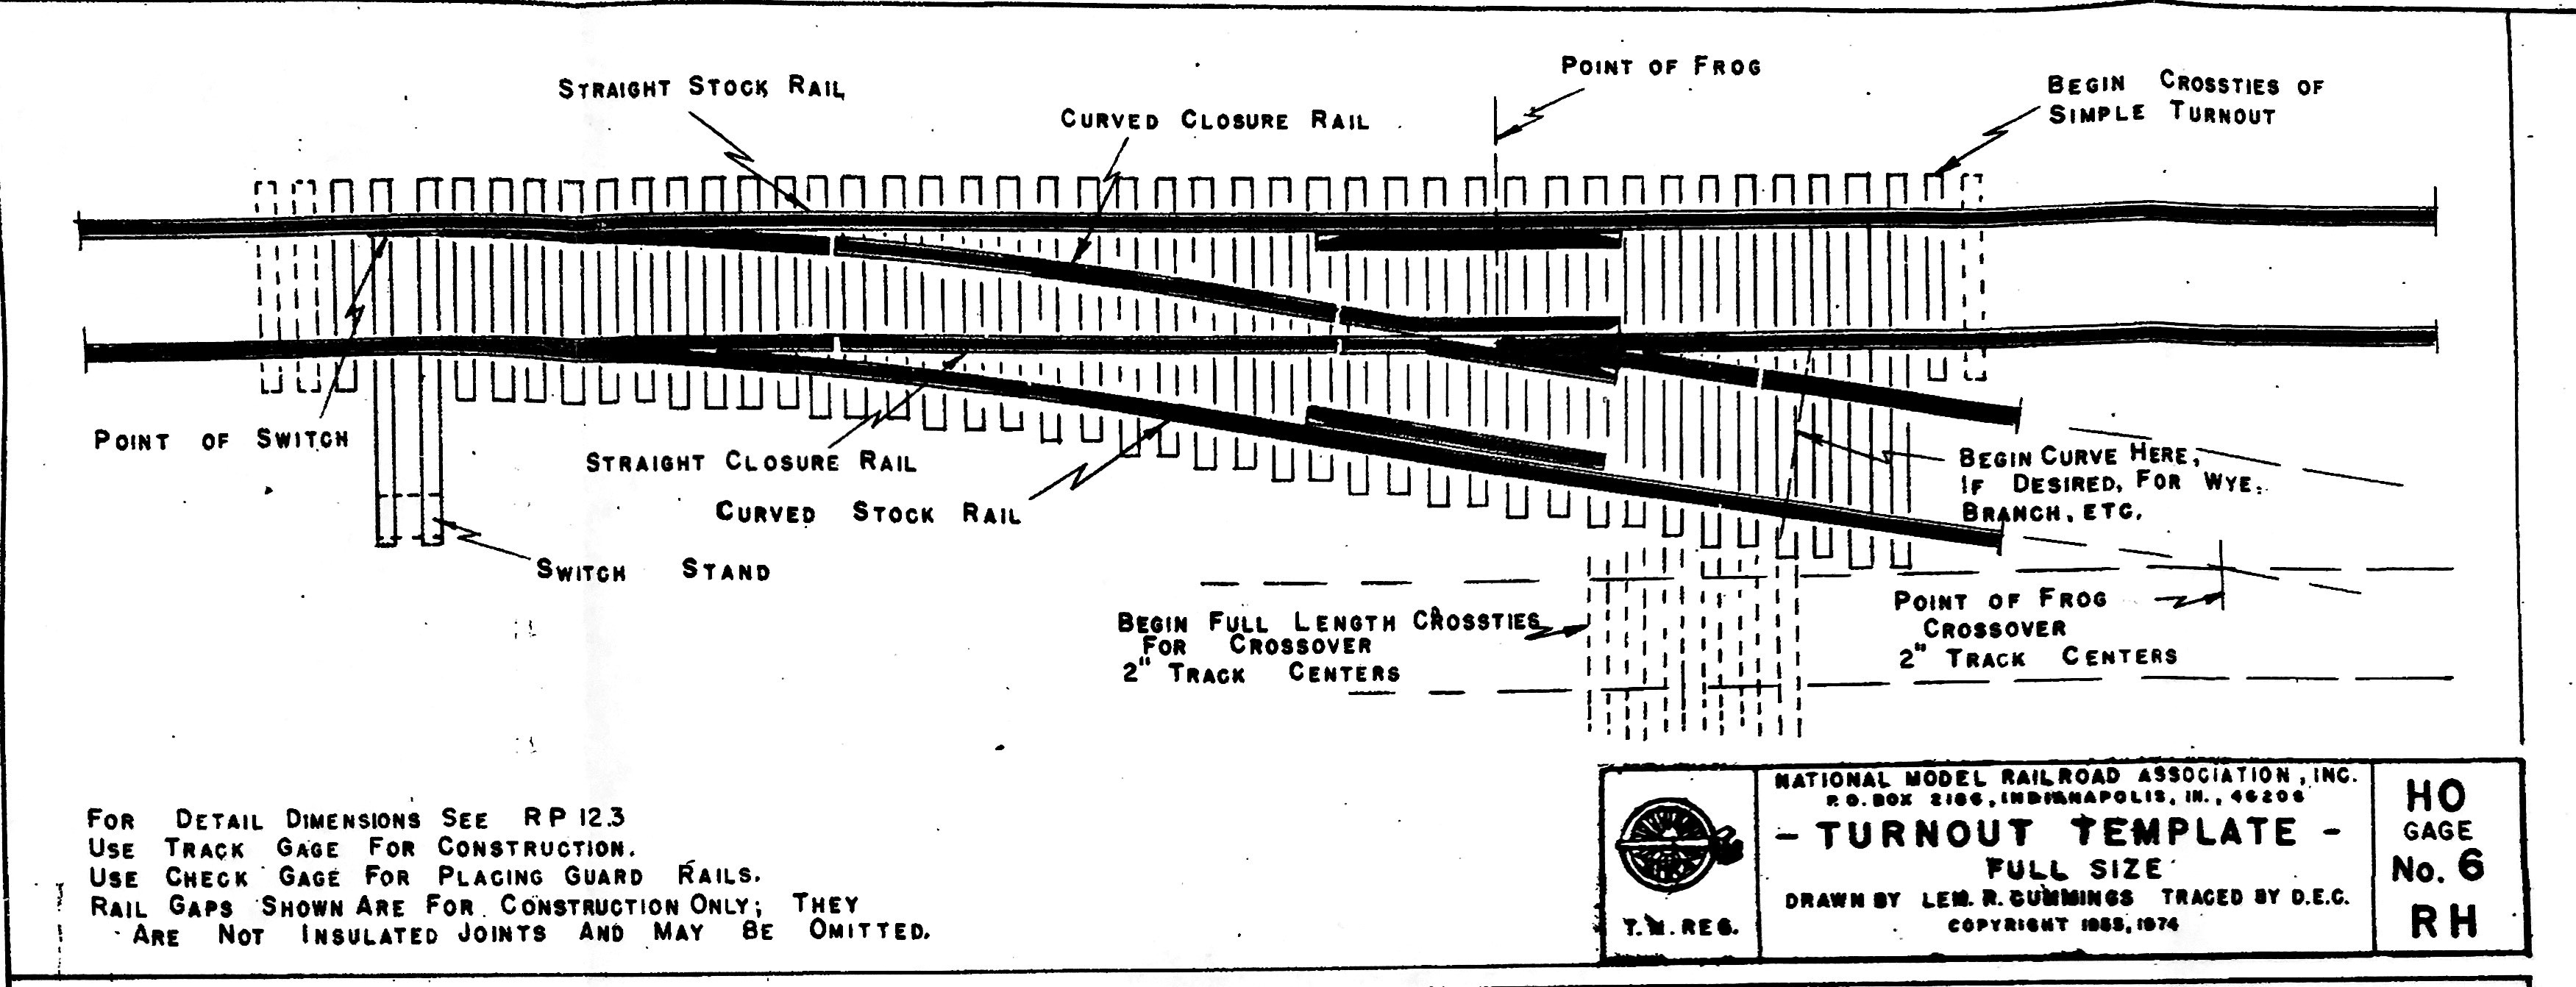 POINT OF FROG
STRAIGHT STOCK RAIL
BEGIN CROSSTIES OF
SIMPLE TURNOUT
CURVED CLOSURE RAIL
POINT OF SWITCH
STRAIGHT CLOSURE RAIL
CURVED STOCK RAIL
SWITCH STAND
BEGIN CURVE HERE,
IF DESIRED, FOR WYE.
BRANCH, ETC.
BEGIN FULL LENGTH CROSSTIES
FOR CROSSOVER
2" TRACK CENTERS
POINT OF FROG
CROSSOVER
2" TRACK CENTERS
FOR DETAIL DIMENSIONS SEE RP 12.3
USE TRACK GAGE FOR CONSTRUCTION.
USE CHECK GAGE FOR PLACING GUARD RAILS.
RAIL GAPS SHOWN ARE FOR CONSTRUCTION ONLY; THEY
ARE NOT INSULATED JOINTS AND MAY BE OMITTED.
T.M. REG.
NATIONAL MODEL RAILROAD ASSOCIATION, INC.
P.O. BOX 2186, INDIANAPOLIS, IN., 46206
- TURNOUT TEMPLATE -
FULL SIZE
DRAWN BY LEM. R. CUMMINGS TRACED BY D.E.C.
COPYRIGHT 1974
HO
GAGE
No. 6
RH